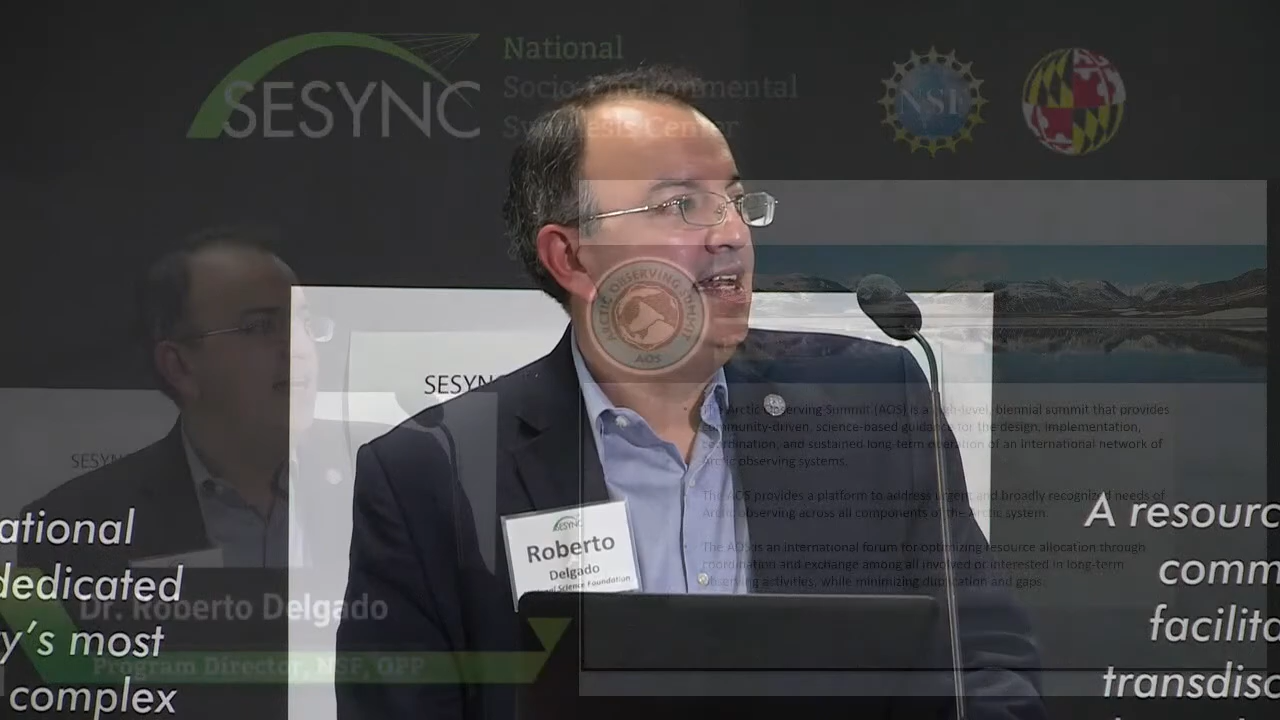 SESYNC
National
Socio-Environmental
Synthesis Center
NSF
ARCTIC OBSERVING SUMMIT
AOS
SESYNC
The Arctic Observing Summit (AOS) is a high-level, biennial summit that provides
community-driven, science-based guidance for the design, implementation,
coordination, and sustained long-term operation of an international network of
Arctic observing systems.
SESYNC
The AOS provides a platform to address urgent and broadly recognized needs of
Arctic observing across all components of the Arctic system.
The AOS is an international forum for optimizing resource allocation through
coordination and exchange among all involved or interested in long-term
observing activities, while minimizing duplication and gaps.
ational
dedicated
y's most
complex
SESYNC
Roberto
Delgado
nal Science Foundation
A resourc
comm
facilita
transdisc
Dr. Roberto Delgado
Program Director, NSF, OPP